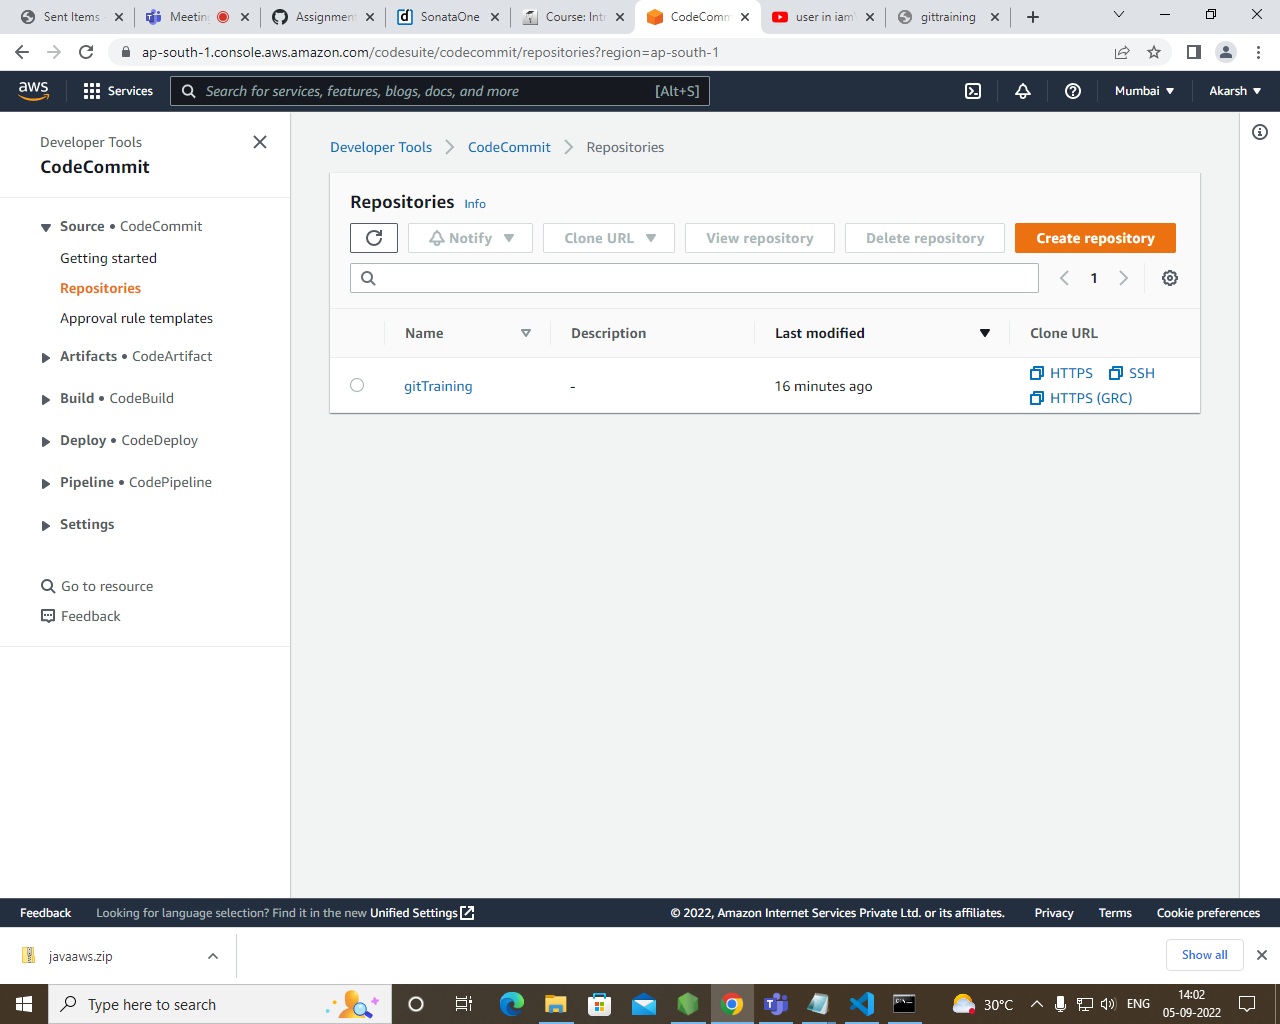 Sent Items
Meeting
Assignment
SonataOne
Course: Intr
CodeComm
user in iam
gittraining
ap-south-1.console.aws.amazon.com/codesuite/codecommit/repositories?region=ap-south-1
aws
Services
Search for services, features, blogs, docs, and more
[Alt+S]
Mumbai
Akarsh
Developer Tools
CodeCommit
Source • CodeCommit
Getting started
Repositories
Approval rule templates
Artifacts • CodeArtifact
Build • CodeBuild
Deploy • CodeDeploy
Pipeline • CodePipeline
Settings
Go to resource
Feedback
Developer Tools
CodeCommit
Repositories
Repositories Info
Notify
Clone URL
View repository
Delete repository
Create repository
1
Name
Description
Last modified
Clone URL
gitTraining
-
16 minutes ago
HTTPS
SSH
HTTPS (GRC)
Feedback
Looking for language selection? Find it in the new Unified Settings
© 2022, Amazon Internet Services Private Ltd. or its affiliates.
Privacy
Terms
Cookie preferences
javaaws.zip
Show all
Type here to search
30°C
ENG
14:02
05-09-2022